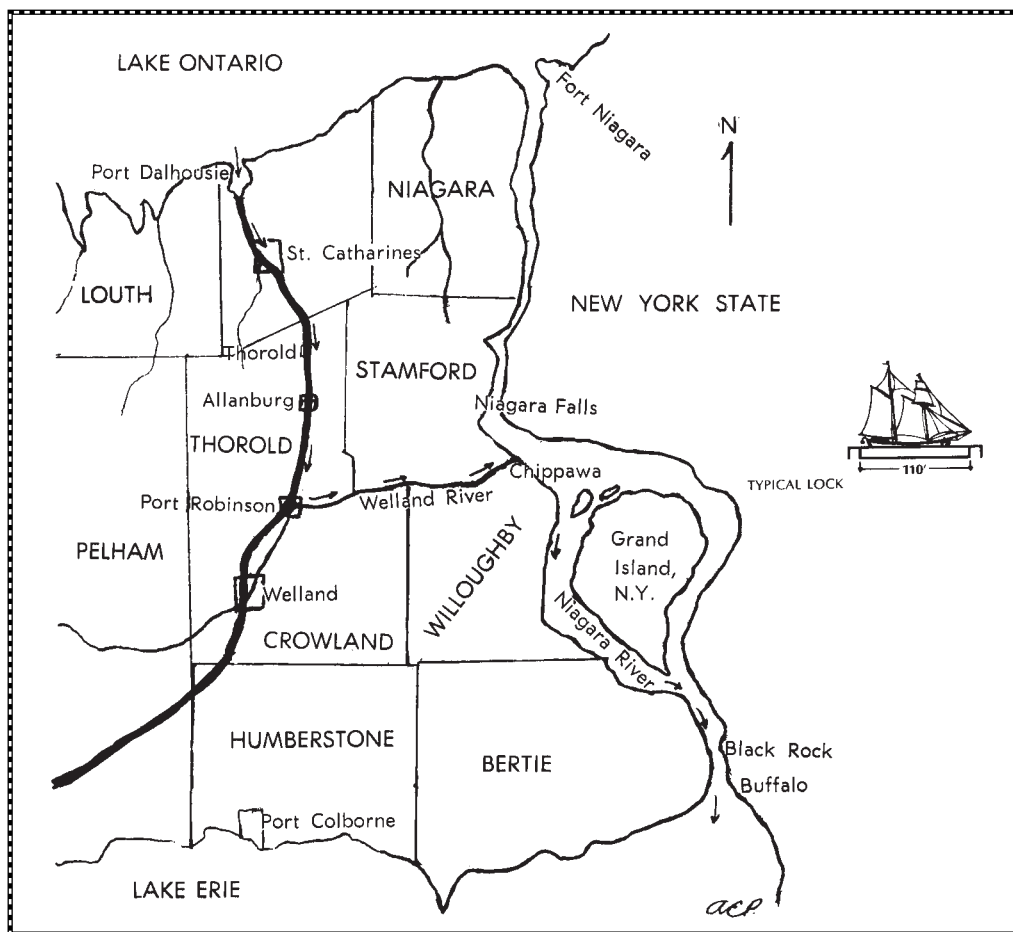 LAKE ONTARIO
Fort Niagara
N
Port Dalhousie
NIAGARA
St. Catharines
LOUTH
NEW YORK STATE
Thorold
STAMFORD
Allanburg
Niagara Falls
THOROLD
Chippawa
110'
TYPICAL LOCK
Port Robinson
Welland River
PELHAM
WILLOUGHBY
Grand
Island,
N.Y.
Welland
Niagara River
CROWLAND
HUMBERSTONE
BERTIE
Black Rock
Buffalo
Port Colborne
LAKE ERIE
ACP.